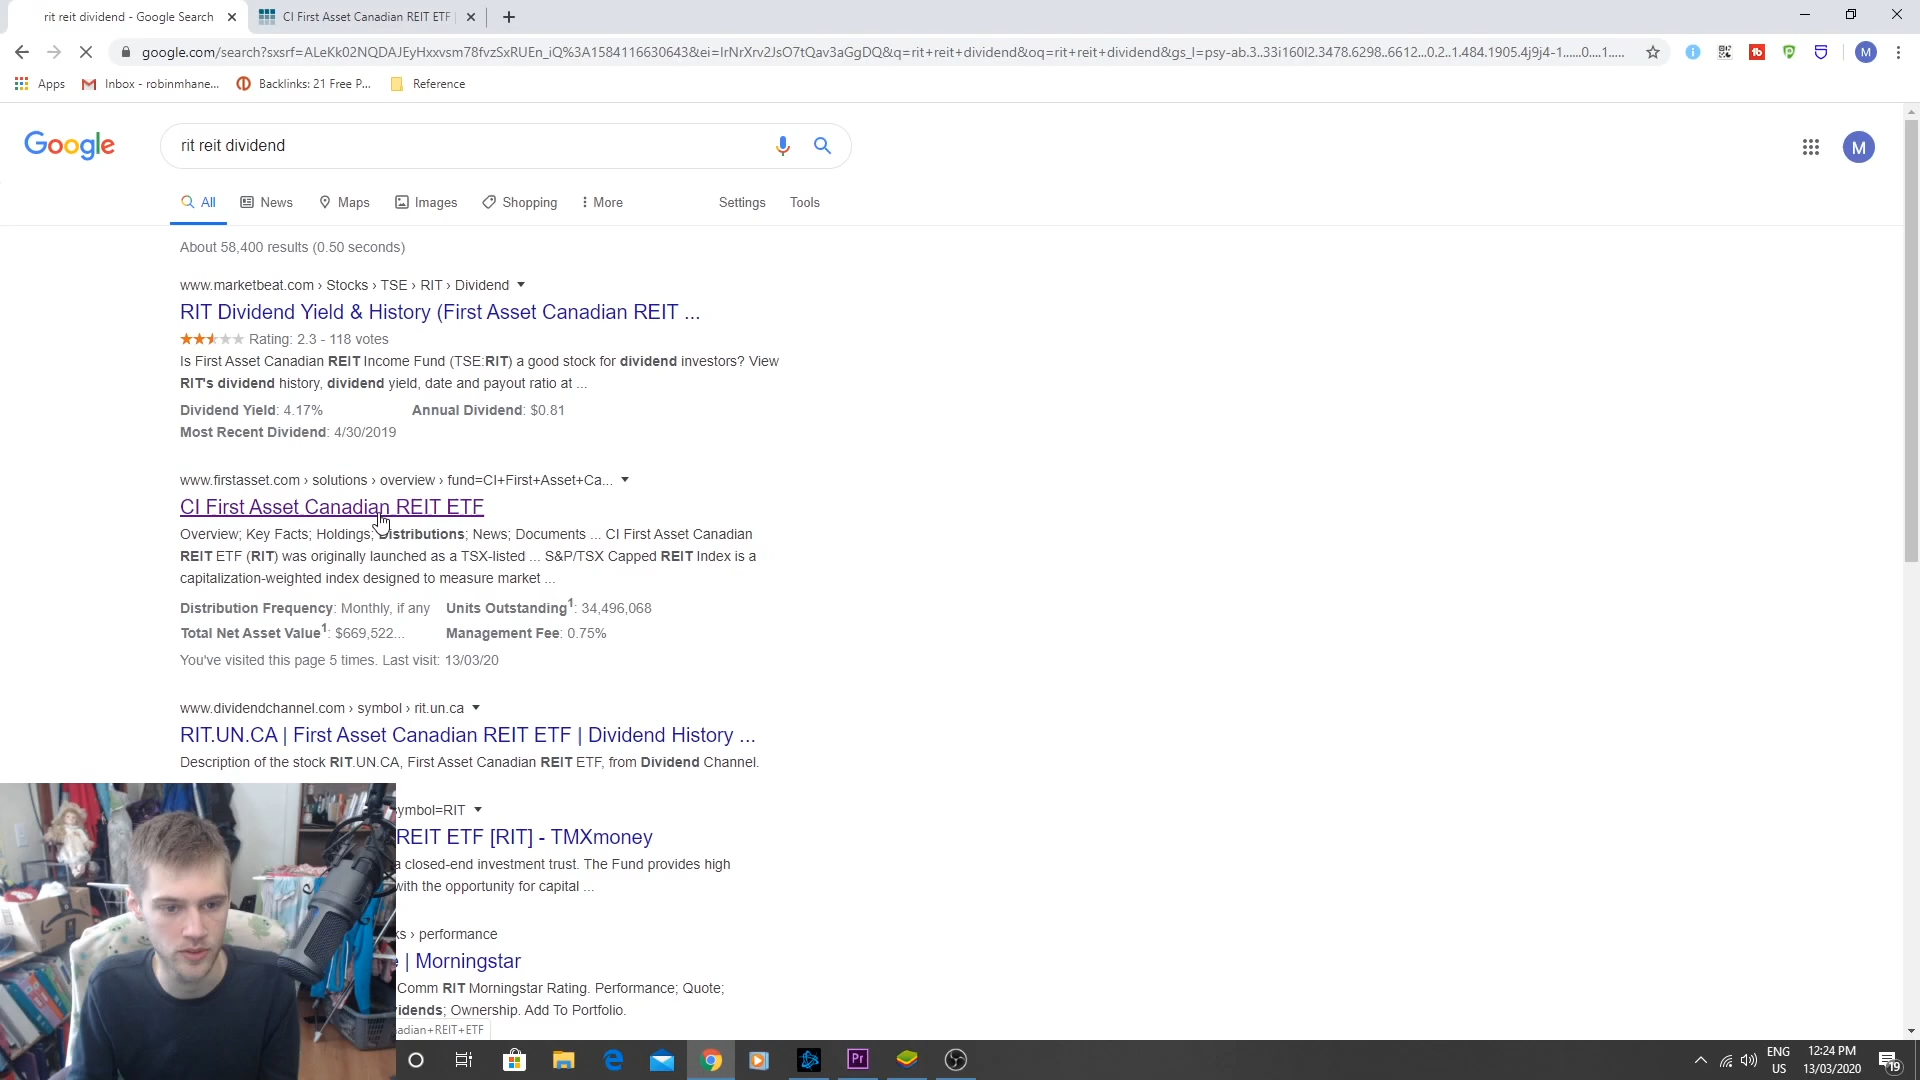 rit reit dividend - Google Search
CI First Asset Canadian REIT ETF
google.com/search?sxsrf=ALeKk02NQDAJEyHxxvsm78fvzSxRUEn_iQ%3A1584116630643&ei=IrNrXrv2JsO7tQav3aGgDQ&q=rit+reit+dividend&oq=rit+reit+dividend&gs_l=psy-ab.3..33i160l2.3478.6298..6612...0.2..1.484.1905.4j9j4-1......0....1.....
Apps
Inbox - robinmhane...
Backlinks: 21 Free P...
Reference
Google
rit reit dividend
M
All
News
Maps
Images
Shopping
More
Settings
Tools
About 58,400 results (0.50 seconds)
www.marketbeat.com › Stocks › TSE › RIT › Dividend
RIT Dividend Yield & History (First Asset Canadian REIT ...
Rating: 2.3 - 118 votes
Is First Asset Canadian REIT Income Fund (TSE:RIT) a good stock for dividend investors? View
RIT's dividend history, dividend yield, date and payout ratio at ...
Dividend Yield: 4.17% Annual Dividend: $0.81
Most Recent Dividend: 4/30/2019
www.firstasset.com › solutions › overview › fund=CI+First+Asset+Ca...
CI First Asset Canadian REIT ETF
Overview; Key Facts; Holdings; Distributions; News; Documents ... CI First Asset Canadian
REIT ETF (RIT) was originally launched as a TSX-listed ... S&P/TSX Capped REIT Index is a
capitalization-weighted index designed to measure market ...
Distribution Frequency: Monthly, if any Units Outstanding1: 34,496,068
Total Net Asset Value1: $669,522... Management Fee: 0.75%
You've visited this page 5 times. Last visit: 13/03/20
www.dividendchannel.com › symbol › rit.un.ca
RIT.UN.CA | First Asset Canadian REIT ETF | Dividend History ...
Description of the stock RIT.UN.CA, First Asset Canadian REIT ETF, from Dividend Channel.
symbol=RIT
REIT ETF [RIT] - TMXmoney
a closed-end investment trust. The Fund provides high
with the opportunity for capital ...
ks › performance
| Morningstar
Comm RIT Morningstar Rating. Performance; Quote;
vidends; Ownership. Add To Portfolio.
adian+REIT+ETF
Pr
ENG
US
12:24 PM
13/03/2020
19